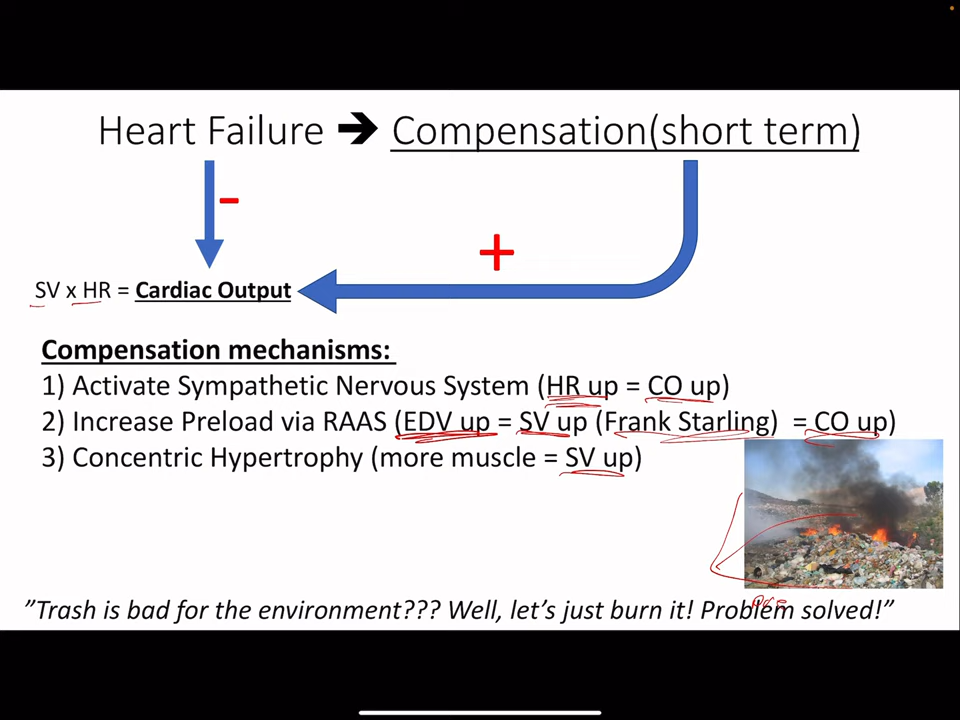 Heart Failure ➔ Compensation(short term)
-
+
SV x HR = Cardiac Output
Compensation mechanisms:
1) Activate Sympathetic Nervous System (HR up = CO up)
2) Increase Preload via RAAS (EDV up = SV up (Frank Starling) = CO up)
3) Concentric Hypertrophy (more muscle = SV up)
”Trash is bad for the environment??? Well, let’s just burn it! Problem solved!”